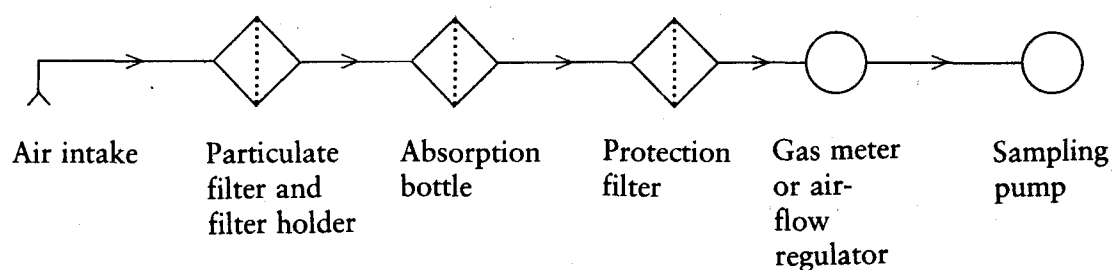 Air intake
Particulate
filter and
filter holder
Absorption
bottle
Protection
filter
Gas meter
or air-
flow
regulator
Sampling
pump